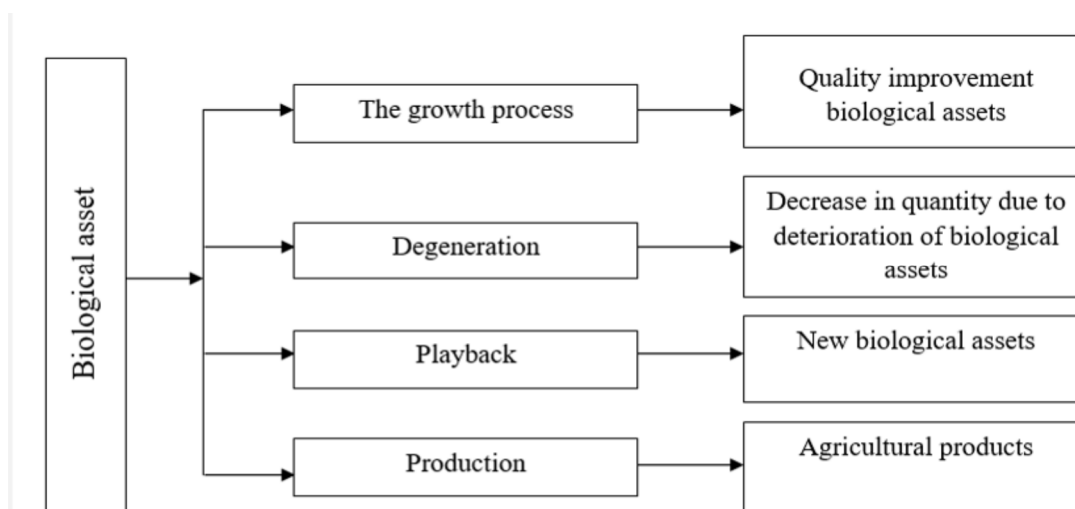 Biological asset
The growth process
Quality improvement
biological assets
Degeneration
Decrease in quantity due to
deterioration of biological
assets
Playback
New biological assets
Production
Agricultural products